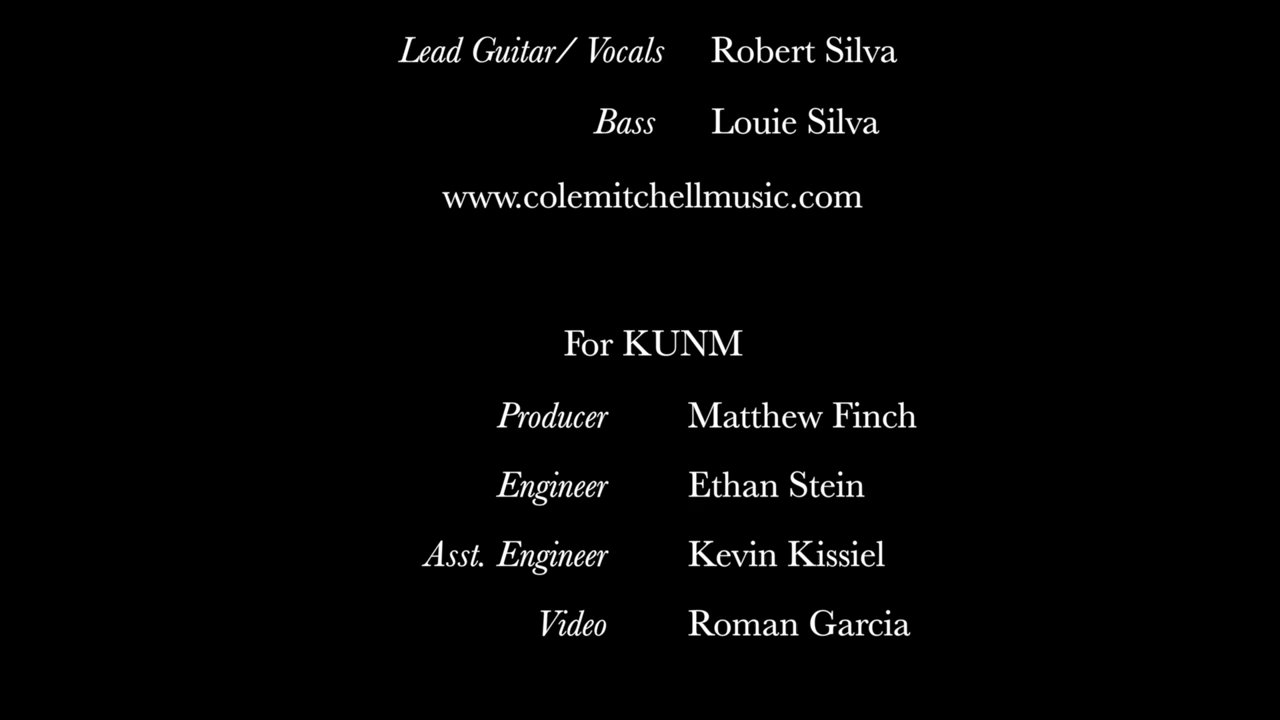 Lead Guitar/ Vocals Robert Silva
Bass Louie Silva
www.colemitchellmusic.com
For KUNM
Producer Matthew Finch
Engineer Ethan Stein
Asst. Engineer Kevin Kissiel
Video Roman Garcia